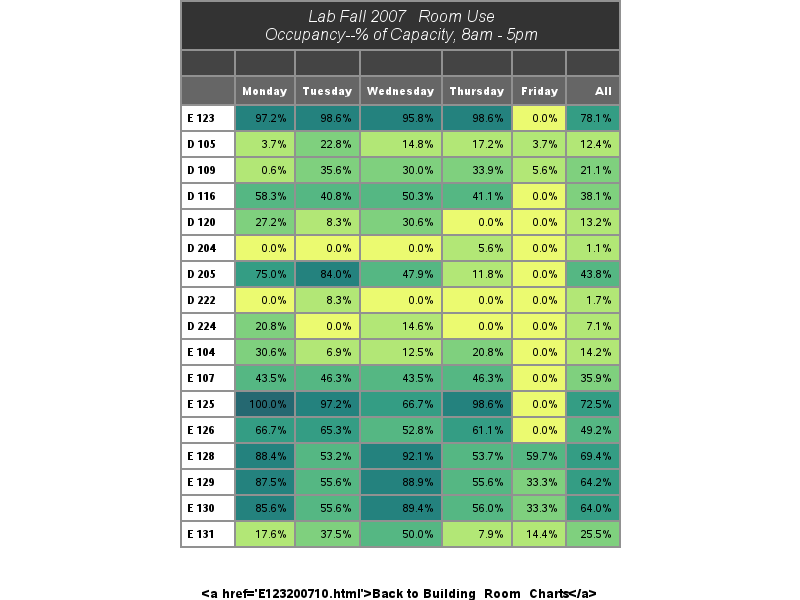 Lab Fall 2007 Room Use
Occupancy--% of Capacity, 8am - 5pm
Monday Tuesday Wednesday Thursday Friday All
E 123 97.2% 98.6% 95.8% 98.6% 0.0% 78.1%
D 105 3.7% 22.8% 14.8% 17.2% 3.7% 12.4%
D 109 0.6% 35.6% 30.0% 33.9% 5.6% 21.1%
D 116 58.3% 40.8% 50.3% 41.1% 0.0% 38.1%
D 120 27.2% 8.3% 30.6% 0.0% 0.0% 13.2%
D 204 0.0% 0.0% 0.0% 5.6% 0.0% 1.1%
D 205 75.0% 84.0% 47.9% 11.8% 0.0% 43.8%
D 222 0.0% 8.3% 0.0% 0.0% 0.0% 1.7%
D 224 20.8% 0.0% 14.6% 0.0% 0.0% 7.1%
E 104 30.6% 6.9% 12.5% 20.8% 0.0% 14.2%
E 107 43.5% 46.3% 43.5% 46.3% 0.0% 35.9%
E 125 100.0% 97.2% 66.7% 98.6% 0.0% 72.5%
E 126 66.7% 65.3% 52.8% 61.1% 0.0% 49.2%
E 128 88.4% 53.2% 92.1% 53.7% 59.7% 69.4%
E 129 87.5% 55.6% 88.9% 55.6% 33.3% 64.2%
E 130 85.6% 55.6% 89.4% 56.0% 33.3% 64.0%
E 131 17.6% 37.5% 50.0% 7.9% 14.4% 25.5%
<a href='E123200710.html'>Back to Building_Room_Charts</a>